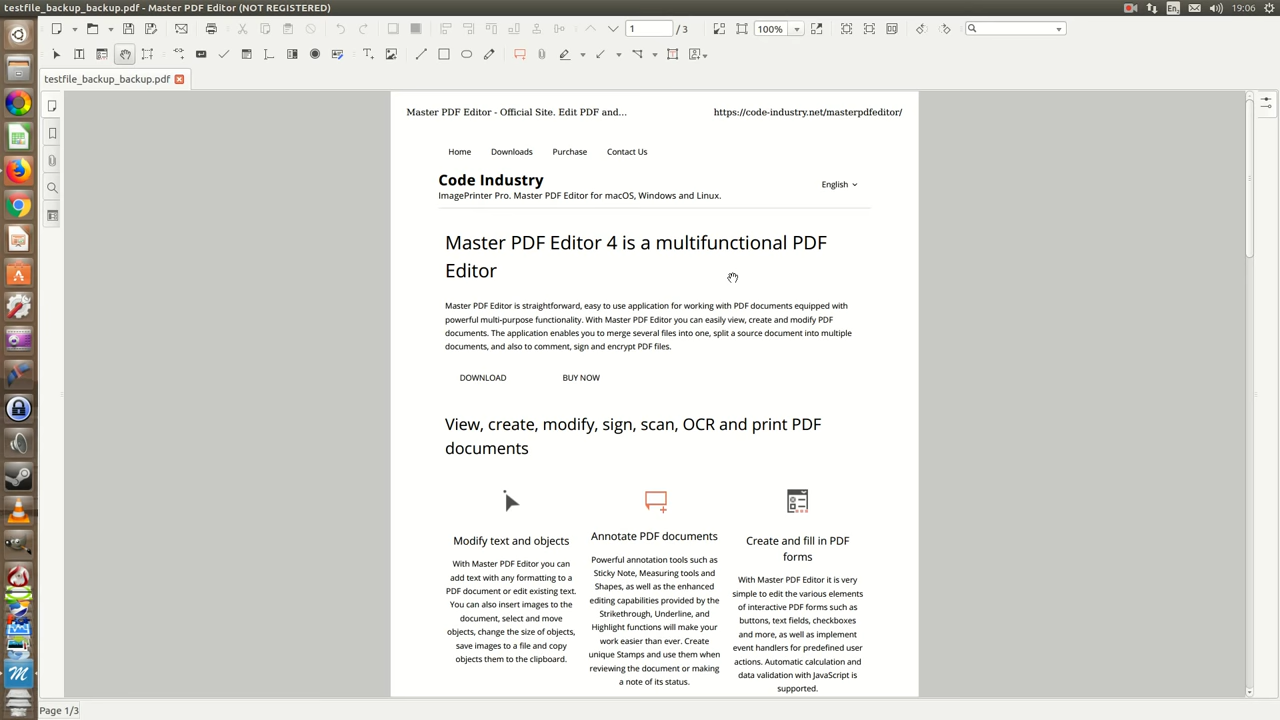 testfile_backup_backup.pdf - Master PDF Editor (NOT REGISTERED)
En
19:06
1
/ 3
100%
testfile_backup_backup.pdf
Master PDF Editor - Official Site. Edit PDF and...
https://code-industry.net/masterpdfeditor/
Home
Downloads
Purchase
Contact Us
Code Industry
English
ImagePrinter Pro. Master PDF Editor for macOS, Windows and Linux.
Master PDF Editor 4 is a multifunctional PDF
Editor
Master PDF Editor is straightforward, easy to use application for working with PDF documents equipped with
powerful multi-purpose functionality. With Master PDF Editor you can easily view, create and modify PDF
documents. The application enables you to merge several files into one, split a source document into multiple
documents, and also to comment, sign and encrypt PDF files.
DOWNLOAD
BUY NOW
View, create, modify, sign, scan, OCR and print PDF
documents
Modify text and objects
With Master PDF Editor you can
add text with any formatting to a
PDF document or edit existing text.
You can also insert images to the
document, select and move
objects, change the size of objects,
save images to a file and copy
objects them to the clipboard.
Annotate PDF documents
Powerful annotation tools such as
Sticky Note, Measuring tools and
Shapes, as well as the enhanced
editing capabilities provided by the
Strikethrough, Underline, and
Highlight functions will make your
work easier than ever. Create
unique Stamps and use them when
reviewing the document or making
a note of its status.
Create and fill in PDF
forms
With Master PDF Editor it is very
simple to edit the various elements
of interactive PDF forms such as
buttons, text fields, checkboxes
and more, as well as implement
event handlers for predefined user
actions. Automatic calculation and
data validation with JavaScript is
supported.
Page 1/3